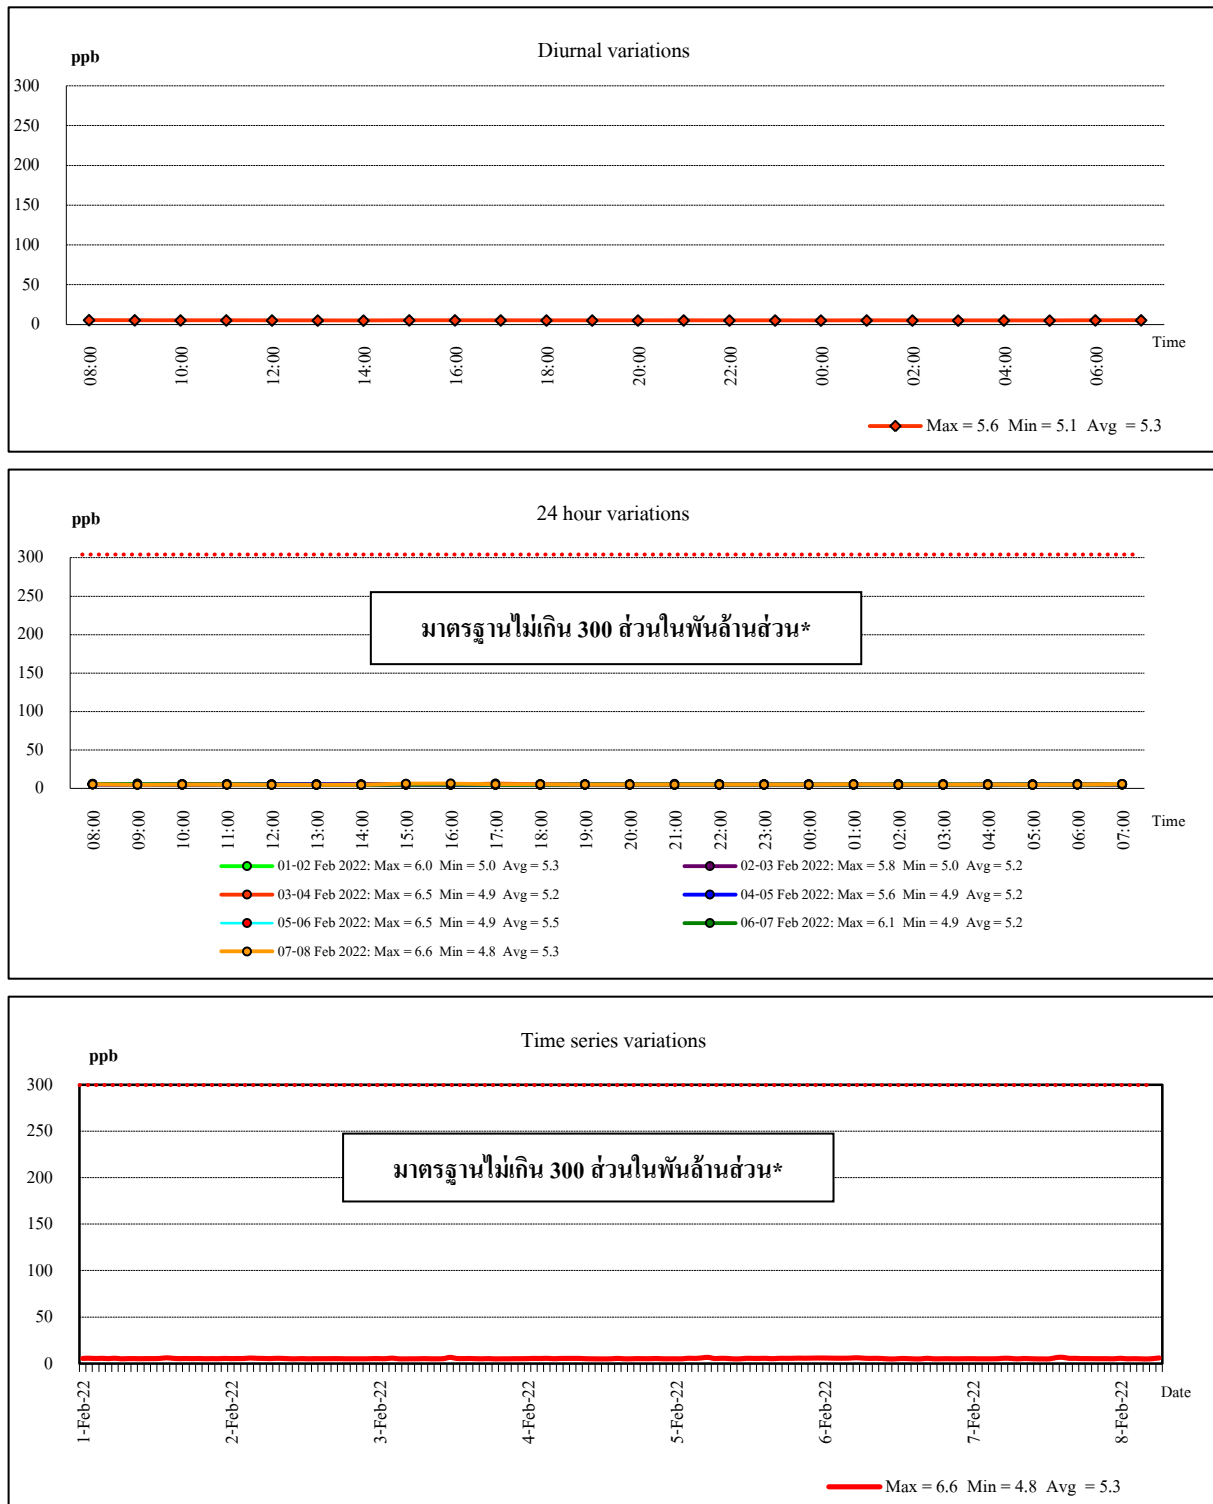 Diurnal variations
ppb
300
250
200
150
100
50
0
08:00 10:00 12:00 14:00 16:00 18:00 20:00 22:00 00:00 02:00 04:00 06:00
Time
Max = 5.6 Min = 5.1 Avg = 5.3
24 hour variations
ppb
300
250
200
150
100
50
0
มาตรฐานไม่เกิน 300 ส่วนในพันล้านส่วน*
08:00 09:00 10:00 11:00 12:00 13:00 14:00 15:00 16:00 17:00 18:00 19:00 20:00 21:00 22:00 23:00 00:00 01:00 02:00 03:00 04:00 05:00 06:00 07:00
Time
01-02 Feb 2022: Max = 6.0 Min = 5.0 Avg = 5.3
02-03 Feb 2022: Max = 5.8 Min = 5.0 Avg = 5.2
03-04 Feb 2022: Max = 6.5 Min = 4.9 Avg = 5.2
04-05 Feb 2022: Max = 5.6 Min = 4.9 Avg = 5.2
05-06 Feb 2022: Max = 6.5 Min = 4.9 Avg = 5.5
06-07 Feb 2022: Max = 6.1 Min = 4.9 Avg = 5.2
07-08 Feb 2022: Max = 6.6 Min = 4.8 Avg = 5.3
Time series variations
ppb
300
250
200
150
100
50
0
มาตรฐานไม่เกิน 300 ส่วนในพันล้านส่วน*
1-Feb-22 2-Feb-22 3-Feb-22 4-Feb-22 5-Feb-22 6-Feb-22 7-Feb-22 8-Feb-22
Date
Max = 6.6 Min = 4.8 Avg = 5.3